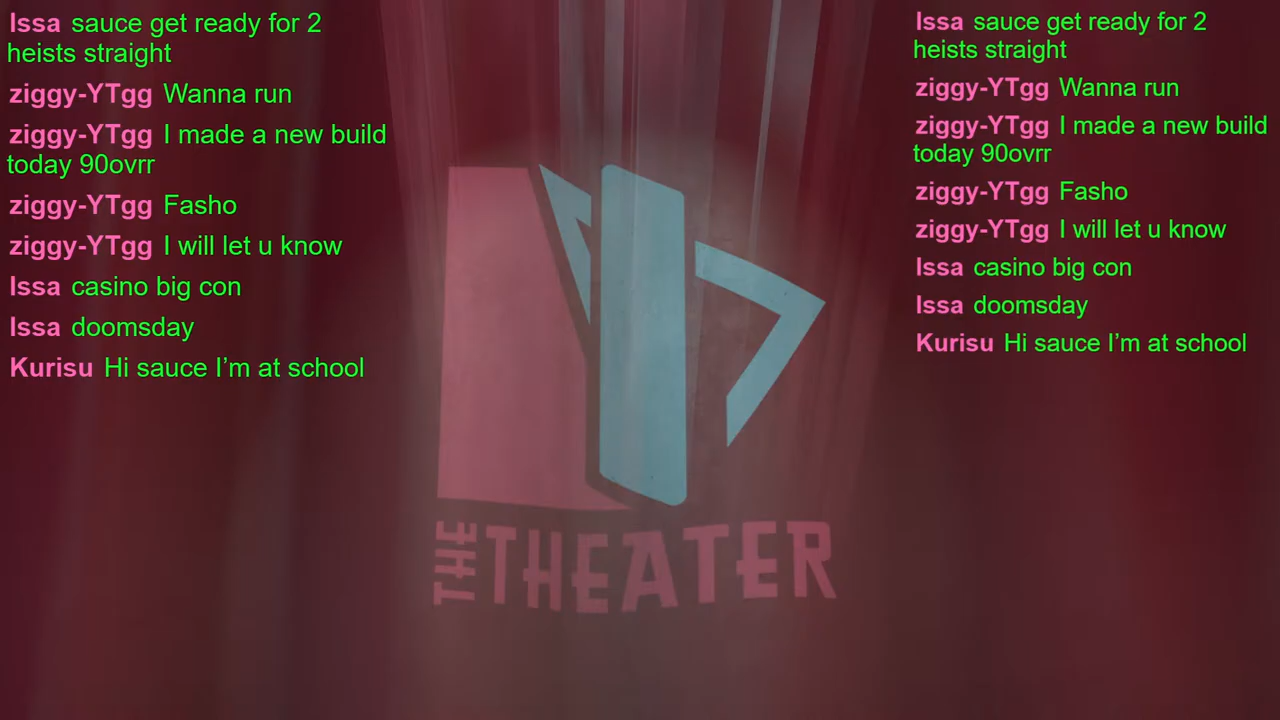 Issa sauce get ready for 2
heists straight
ziggy-YTgg Wanna run
ziggy-YTgg I made a new build
today 90ovrr
ziggy-YTgg Fasho
ziggy-YTgg I will let u know
Issa casino big con
Issa doomsday
Kurisu Hi sauce I’m at school
THE THEATER
Issa sauce get ready for 2
heists straight
ziggy-YTgg Wanna run
ziggy-YTgg I made a new build
today 90ovrr
ziggy-YTgg Fasho
ziggy-YTgg I will let u know
Issa casino big con
Issa doomsday
Kurisu Hi sauce I’m at school